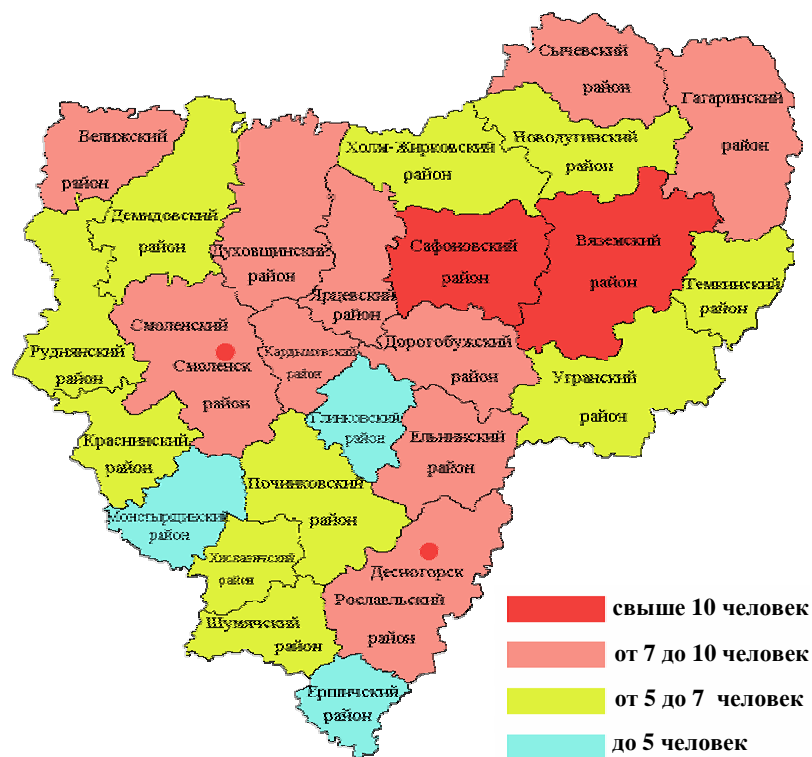 Сычевский
район
Гагаринский
район
Велижский
район
Холм-Жирковский
район
Новодугинский
район
Демидовский
район
Духовщинский
район
Сафоновский
район
Вяземский
район
Темкинский
район
Ярцевский
район
Смоленский
Смоленск
район
Руднянский
район
Кардымовский
район
Дорогобужский
район
Угранский
район
Глинковский
район
Краснинский
район
Ельнинский
район
Починковский
район
Монстырщинский
район
Хиславичский
район
Десногорск
Рославльский
район
Шумячский
район
Ершичский
район
свыше 10 человек
от 7 до 10 человек
от 5 до 7 человек
до 5 человек